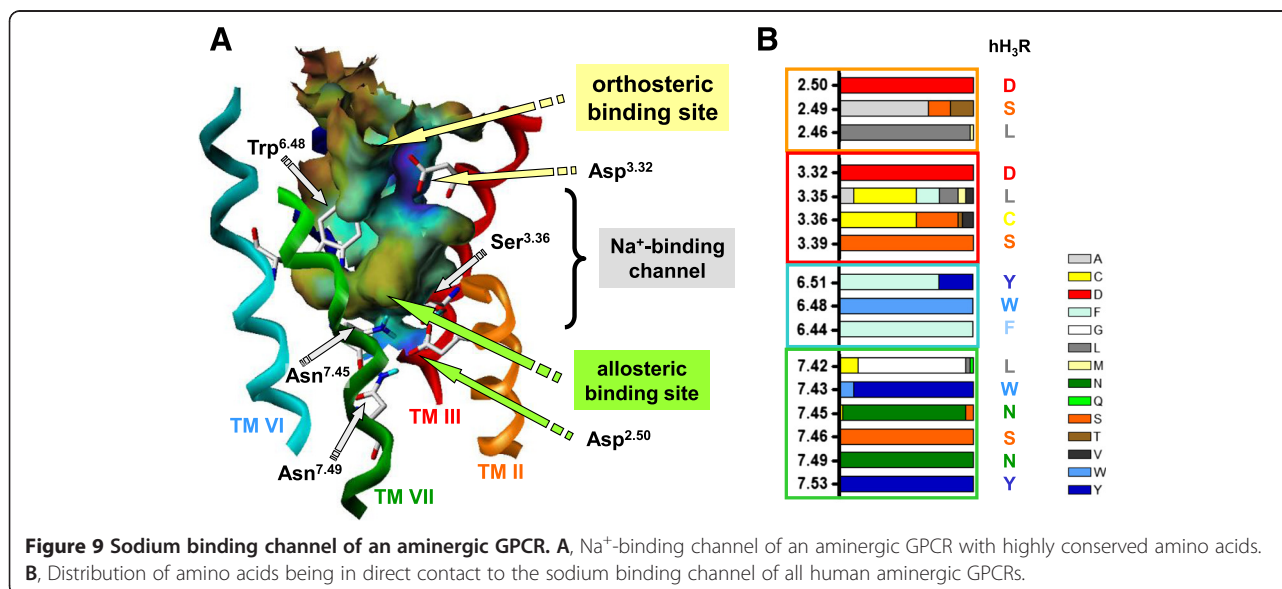 A
orthosteric
binding site
Trp6.48
Asp3.32
Ser3.36
Na+-binding
channel
Asn7.45
allosteric
binding site
TM VI
TM III
Asp2.50
Asn7.49
TM II
TM VII
B
hH3R
2.50 D
2.49 S
2.46 L
3.32 D
3.35 L
3.36 C
3.39 S
6.51 Y
6.48 W
6.44 F
7.42 L
7.43 W
7.45 N
7.46 S
7.49 N
7.53 Y
A
C
D
F
G
L
M
N
Q
S
T
V
W
Y
Figure 9 Sodium binding channel of an aminergic GPCR. A, Na+-binding channel of an aminergic GPCR with highly conserved amino acids.
B, Distribution of amino acids being in direct contact to the sodium binding channel of all human aminergic GPCRs.